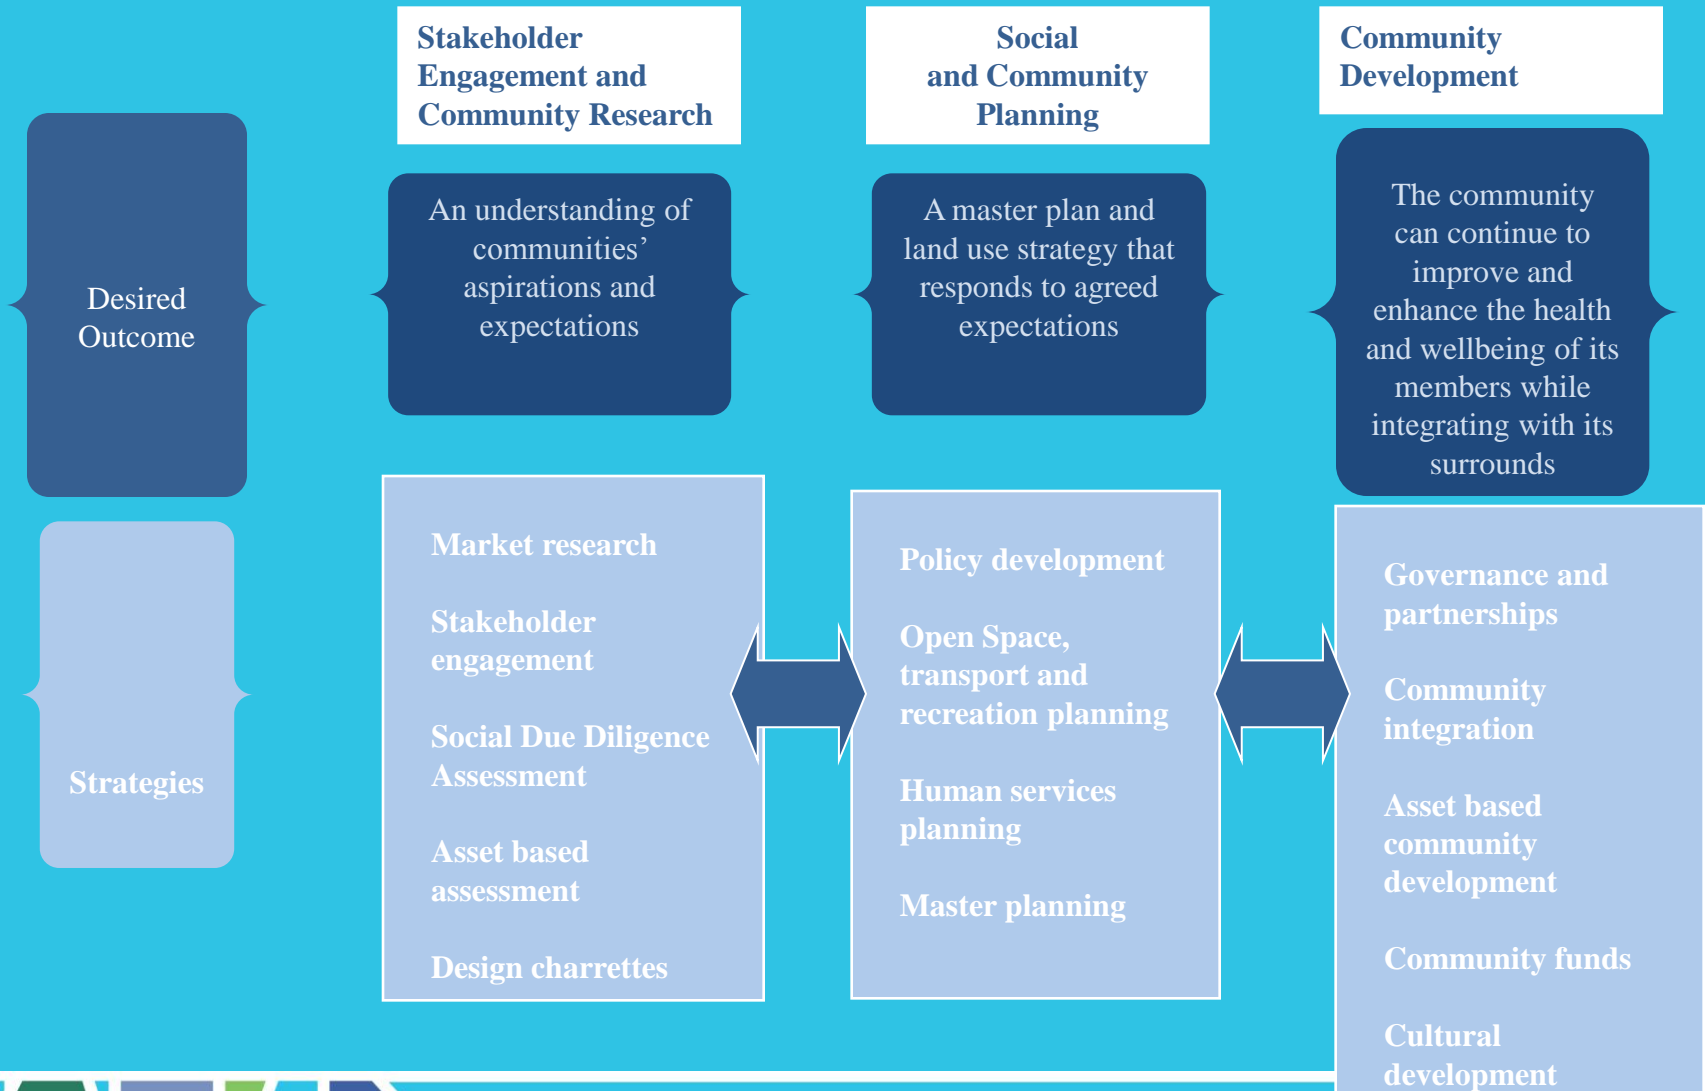 Stakeholder
Engagement and
Community Research
Social
and Community
Planning
Community
Development
Desired
Outcome
An understanding of
communities’
aspirations and
expectations
A master plan and
land use strategy that
responds to agreed
expectations
The community
can continue to
improve and
enhance the health
and wellbeing of its
members while
integrating with its
surrounds
Strategies
Market research
Stakeholder
engagement
Social Due Diligence
Assessment
Asset based
assessment
Design charrettes
Policy development
Open Space,
transport and
recreation planning
Human services
planning
Master planning
Governance and
partnerships
Community
integration
Asset based
community
development
Community funds
Cultural
development